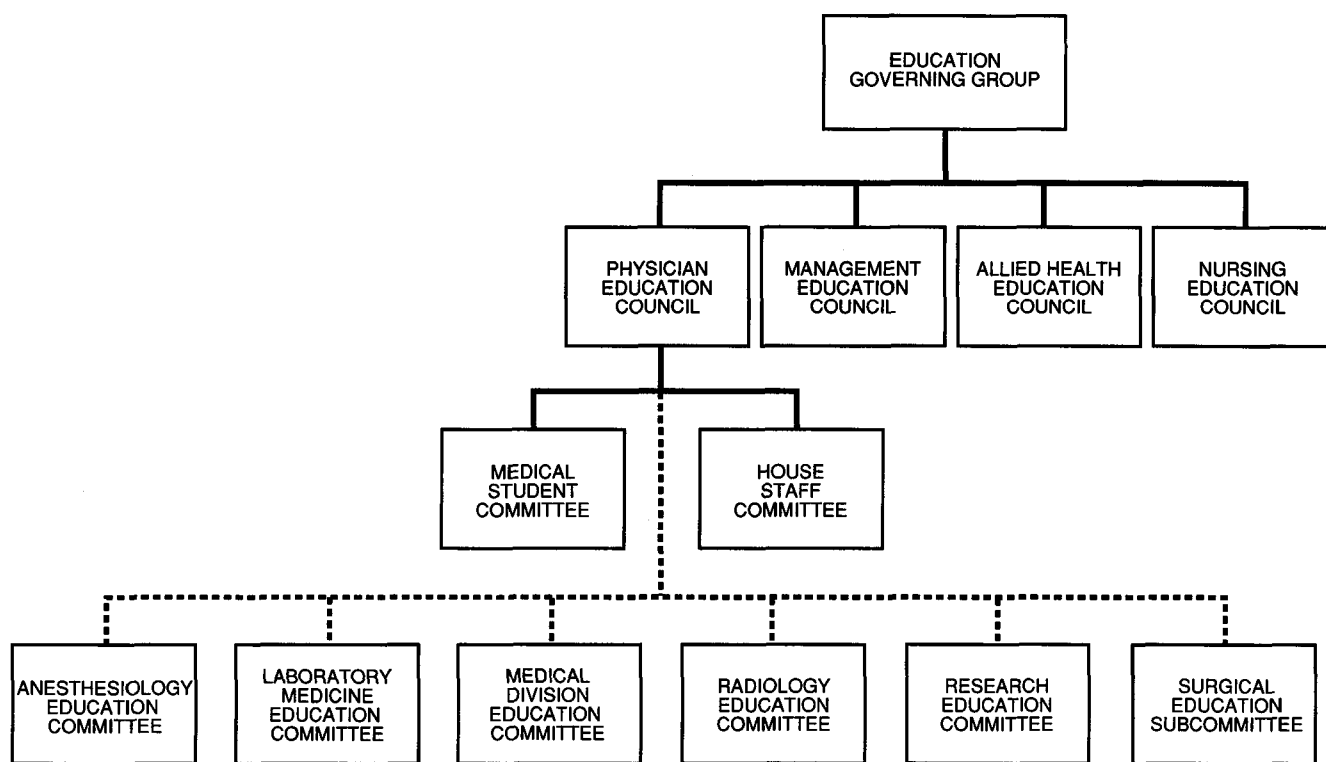 EDUCATION
GOVERNING GROUP
PHYSICIAN
EDUCATION
COUNCIL
MANAGEMENT
EDUCATION
COUNCIL
ALLIED HEALTH
EDUCATION
COUNCIL
NURSING
EDUCATION
COUNCIL
MEDICAL
STUDENT
COMMITTEE
HOUSE
STAFF
COMMITTEE
ANESTHESIOLOGY
EDUCATION
COMMITTEE
LABORATORY
MEDICINE
EDUCATION
COMMITTEE
MEDICAL
DIVISION
EDUCATION
COMMITTEE
RADIOLOGY
EDUCATION
COMMITTEE
RESEARCH
EDUCATION
COMMITTEE
SURGICAL
EDUCATION
SUBCOMMITTEE